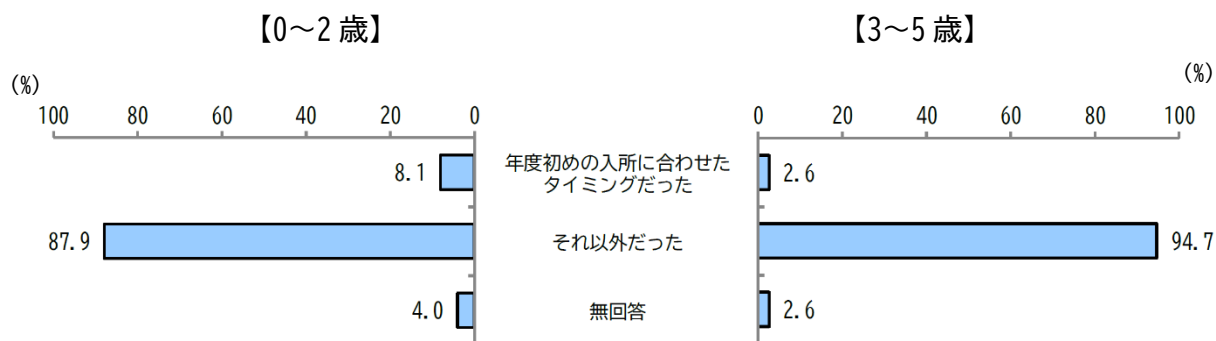 【0～2 歳】
【3～5 歳】
(%)
(%)
100 80 60 40 20 0
0 20 40 60 80 100
8.1
年度初めの入所に合わせた
タイミングだった
2.6
87.9
それ以外だった
94.7
4.0
無回答
2.6